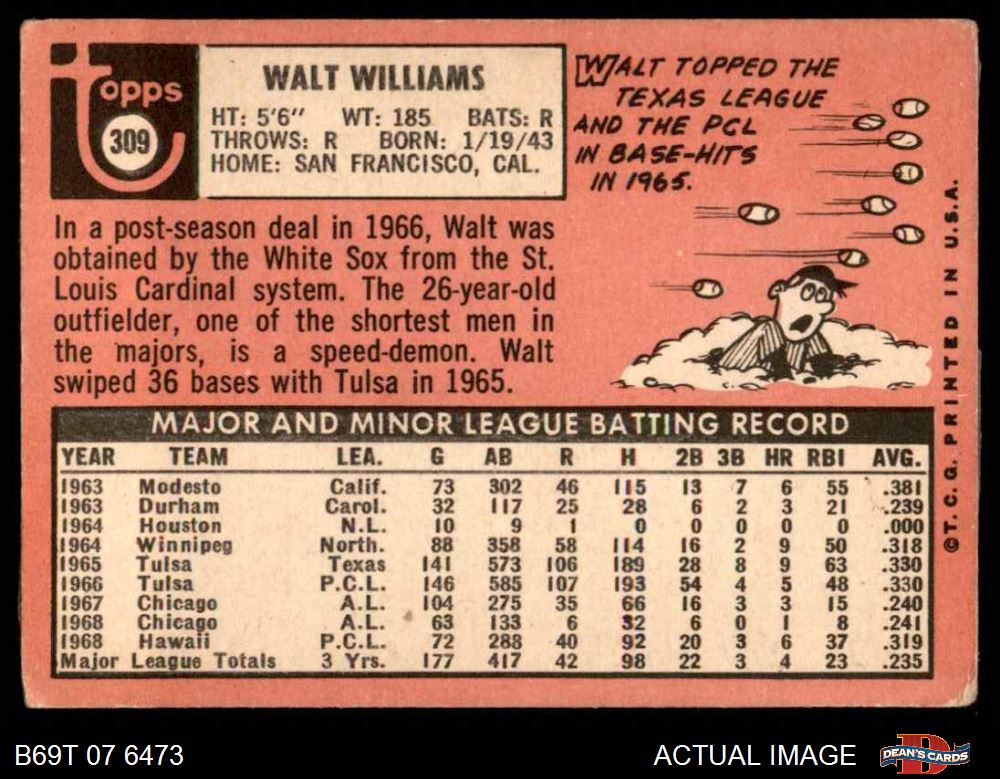 Topps
309
WALT WILLIAMS
HT: 5'6" WT: 185 BATS: R
THROWS: R BORN: 1/19/43
HOME: SAN FRANCISCO, CAL.
WALT TOPPED THE
TEXAS LEAGUE
AND THE PCL
IN BASE-HITS
IN 1965.
In a post-season deal in 1966, Walt was
obtained by the White Sox from the St.
Louis Cardinal system. The 26-year-old
outfielder, one of the shortest men in
the majors, is a speed-demon. Walt
swiped 36 bases with Tulsa in 1965.
MAJOR AND MINOR LEAGUE BATTING RECORD
YEAR TEAM LEA. G AB R H 2B 3B HR RBI AVG.
1963 Modesto Calif. 73 302 46 115 13 7 6 55 .381
1963 Durham Carol. 32 117 25 28 6 2 3 21 .239
1964 Houston N.L. 10 9 1 0 0 0 0 0 .000
1964 Winnipeg North. 88 358 58 114 16 2 9 50 .318
1965 Tulsa Texas 141 573 106 189 28 8 9 63 .330
1966 Tulsa P.C.L. 146 585 107 193 54 4 5 48 .330
1967 Chicago A.L. 104 275 35 66 16 3 3 15 .240
1968 Chicago A.L. 63 133 6 32 6 0 1 8 .241
1968 Hawaii P.C.L. 72 288 40 92 20 3 6 37 .319
Major League Totals 3 Yrs. 177 417 42 98 22 3 4 23 .235
©T.C.G. PRINTED IN U.S.A.
B69T 07 6473
ACTUAL IMAGE
DEAN'S CARDS